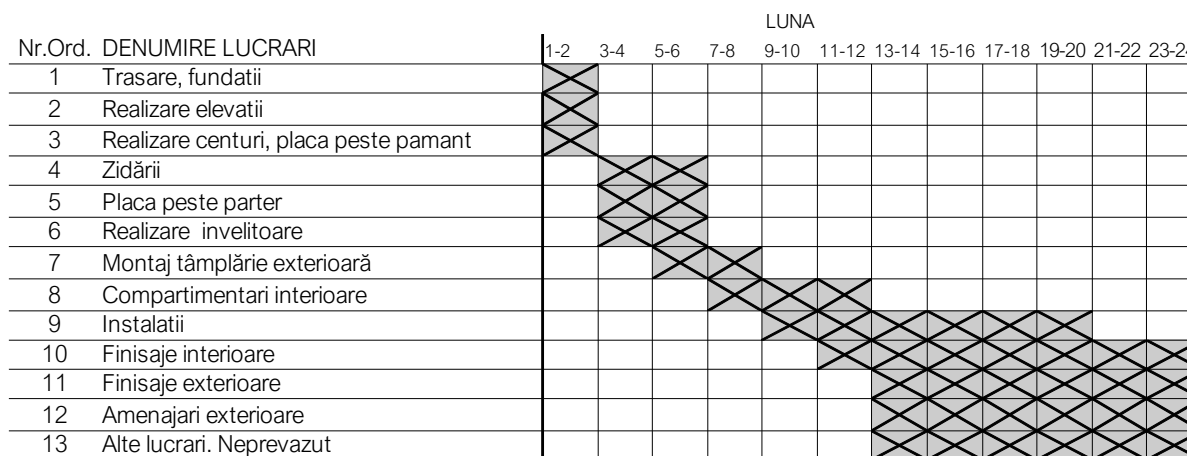 LUNA
Nr.Ord. DENUMIRE LUCRARI 1-2 3-4 5-6 7-8 9-10 11-12 13-14 15-16 17-18 19-20 21-22 23-24
1 Trasare, fundatii
2 Realizare elevatii
3 Realizare centuri, placa peste pamant
4 Zidării
5 Placa peste parter
6 Realizare invelitoare
7 Montaj tâmplărie exterioară
8 Compartimentari interioare
9 Instalatii
10 Finisaje interioare
11 Finisaje exterioare
12 Amenajari exterioare
13 Alte lucrari. Neprevazut